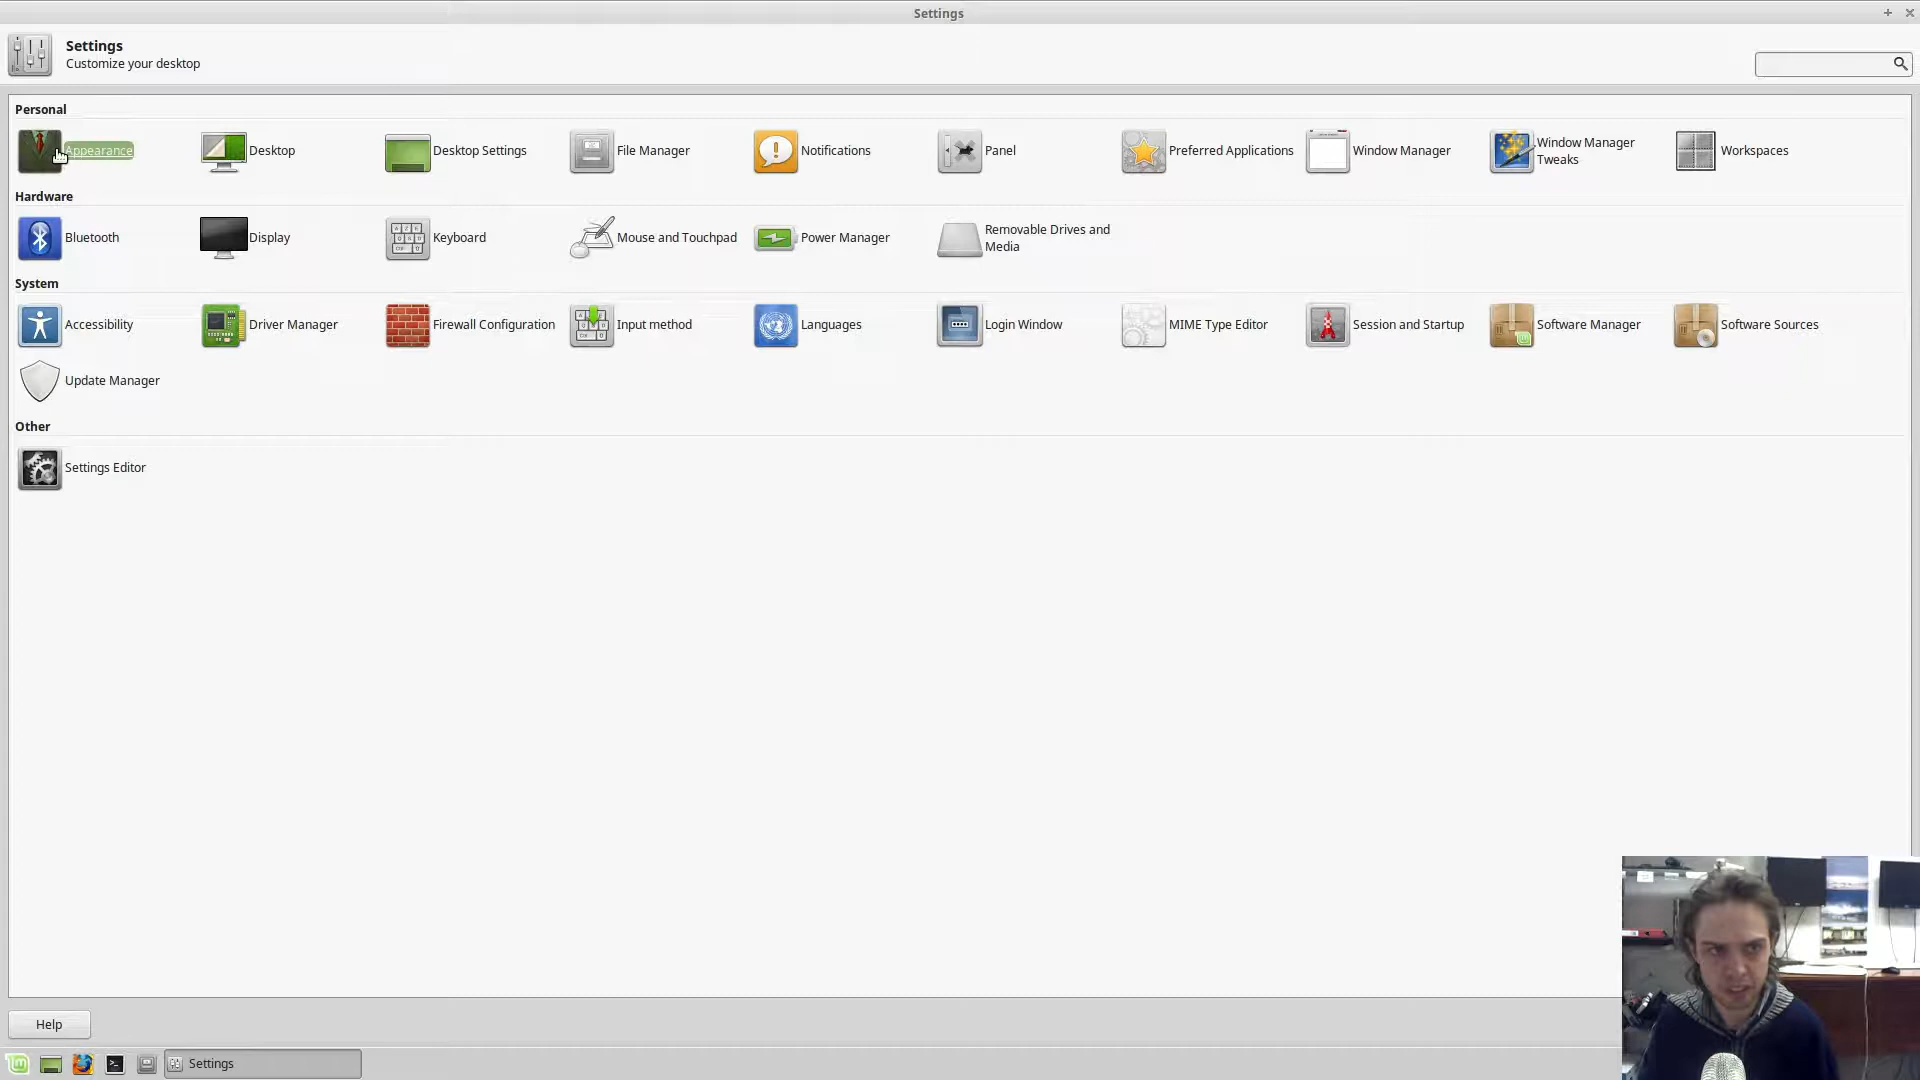 Settings
Settings
Customize your desktop
Personal
Appearance
Desktop
Desktop Settings
File Manager
Notifications
Panel
Preferred Applications
Window Manager
Window Manager
Tweaks
Workspaces
Hardware
Bluetooth
Display
Keyboard
Mouse and Touchpad
Power Manager
Removable Drives and
Media
System
Accessibility
Driver Manager
Firewall Configuration
Input method
Languages
Login Window
MIME Type Editor
Session and Startup
Software Manager
Software Sources
Update Manager
Other
Settings Editor
Help
Settings